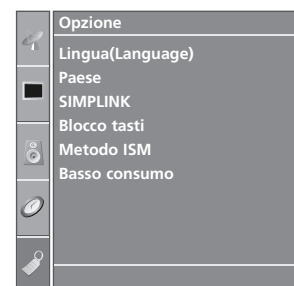 Opzione
Lingua(Language)
Paese
SIMPLINK
Blocco tasti
Metodo ISM
Basso consumo